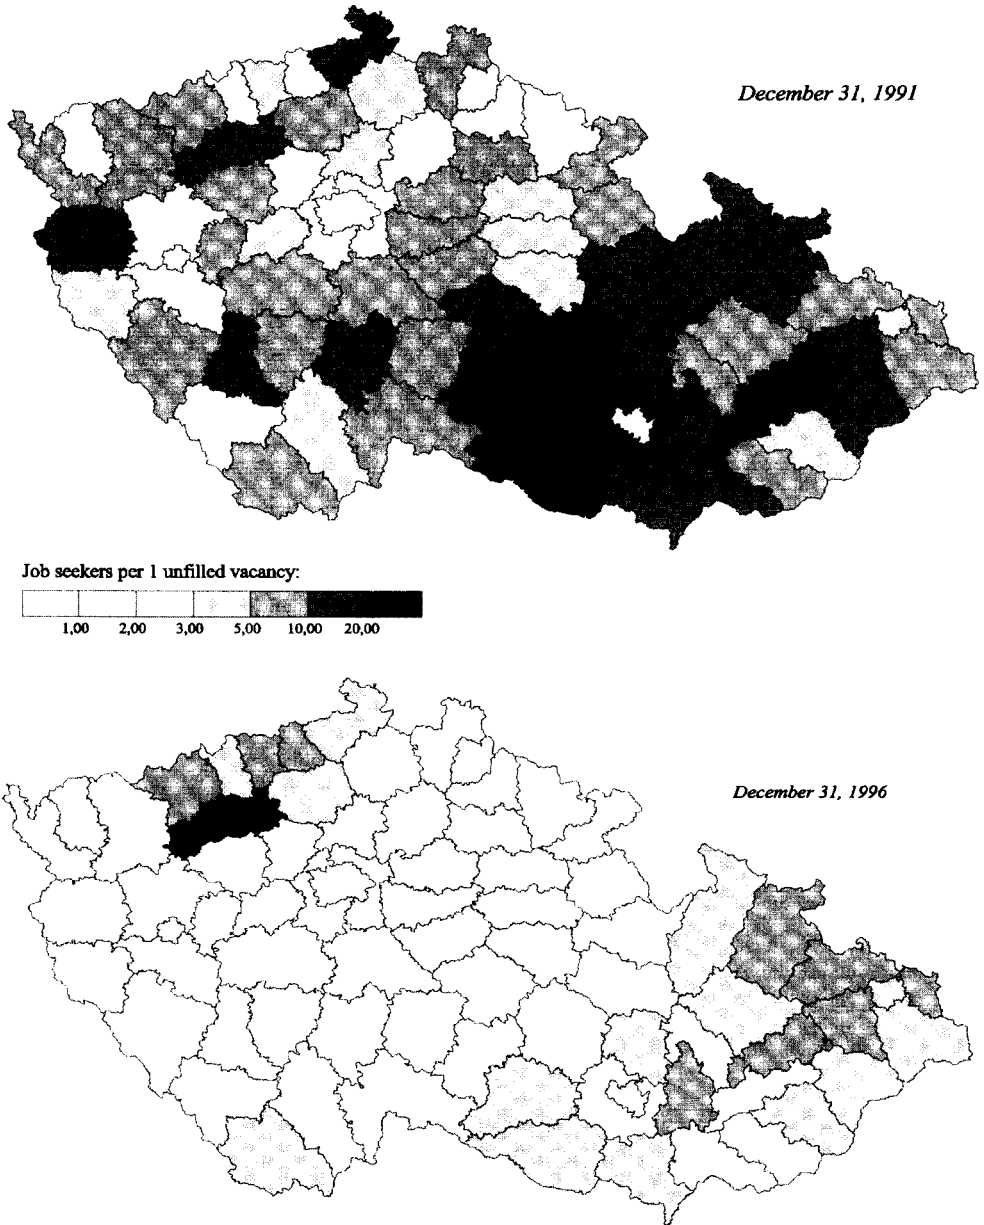 December 31, 1991
Job seekers per 1 unfilled vacancy:
1,00 2,00 3,00 5,00 10,00 20,00
December 31, 1996